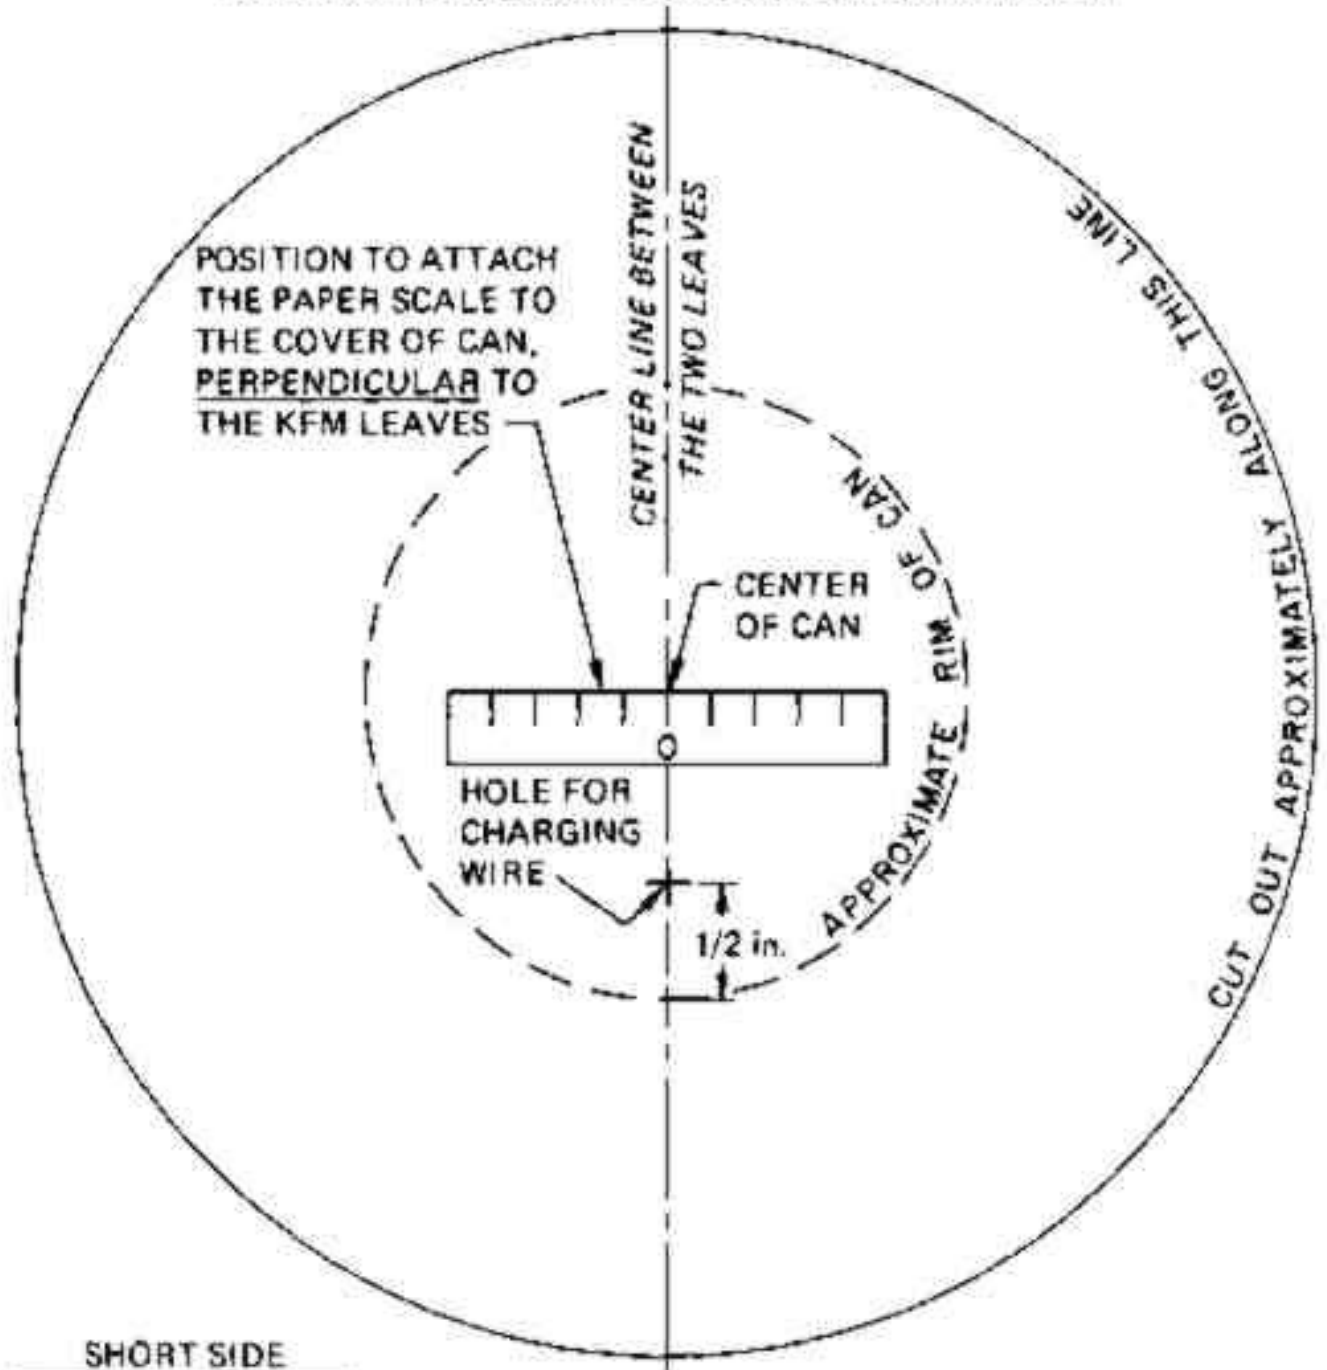 CENTER LINE BETWEEN
THE TWO LEAVES
POSITION TO ATTACH
THE PAPER SCALE TO
THE COVER OF CAN,
PERPENDICULAR TO
THE KFM LEAVES
CUT OUT APPROXIMATELY ALONG THIS LINE
APPROXIMATE RIM OF CAN
CENTER
OF CAN
0
HOLE FOR
CHARGING
WIRE
1/2 in.
SHORT SIDE